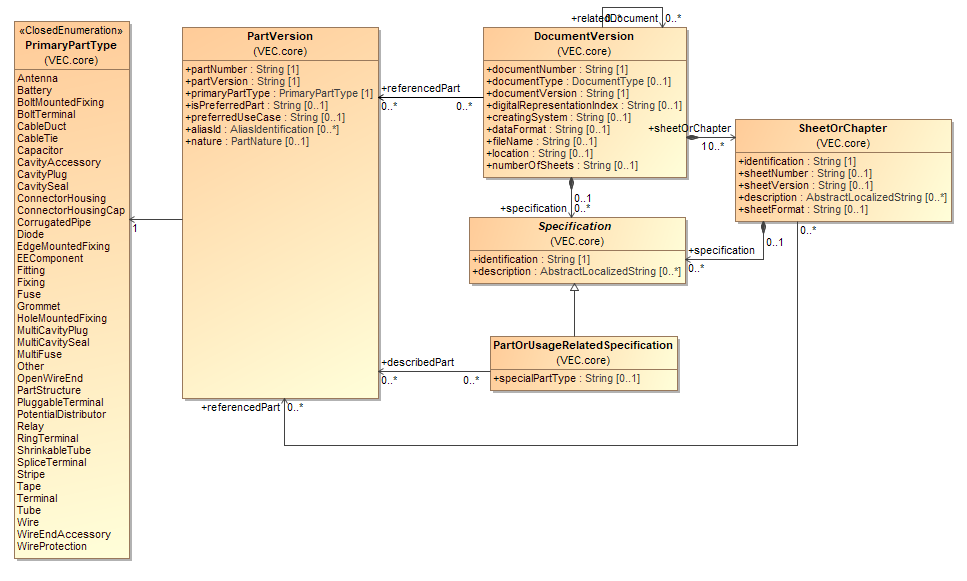 «ClosedEnumeration»
PrimaryPartType
(VEC.core)
Antenna
Battery
BoltMountedFixing
BoltTerminal
CableDuct
CableTie
Capacitor
CavityAccessory
CavityPlug
CavitySeal
ConnectorHousing
ConnectorHousingCap
CorrugatedPipe
Diode
EdgeMountedFixing
EEComponent
Fitting
Fixing
Fuse
Grommet
HoleMountedFixing
MultiCavityPlug
MultiCavitySeal
MultiFuse
Other
OpenWireEnd
PartStructure
PluggableTerminal
PotentialDistributor
Relay
RingTerminal
ShrinkableTube
SpliceTerminal
Stripe
Tape
Terminal
Tube
Wire
WireEndAccessory
WireProtection
1
PartVersion
(VEC.core)
+partNumber : String [1]
+partVersion : String [1]
+primaryPartType : PrimaryPartType [1]
+isPreferredPart : String [0..1]
+preferredUseCase : String [0..1]
+aliasId : AliasIdentification [0..*]
+nature : PartNature [0..1]
+referencedPart
0..*
0..*
+relatedDocument
0..*
0..*
DocumentVersion
(VEC.core)
+documentNumber : String [1]
+documentType : DocumentType [0..1]
+documentVersion : String [1]
+digitalRepresentationIndex : String [0..1]
+creatingSystem : String [0..1]
+dataFormat : String [0..1]
+fileName : String [0..1]
+location : String [0..1]
+numberOfSheets : String [0..1]
+sheetOrChapter
1
0..*
SheetOrChapter
(VEC.core)
+identification : String [1]
+sheetNumber : String [0..1]
+sheetVersion : String [0..1]
+description : AbstractLocalizedString [0..*]
+sheetFormat : String [0..1]
0..1
+specification
0..*
Specification
(VEC.core)
+identification : String [1]
+description : AbstractLocalizedString [0..*]
+specification
0..*
0..1
0..*
PartOrUsageRelatedSpecification
(VEC.core)
+specialPartType : String [0..1]
+describedPart
0..*
0..*
+referencedPart
0..*